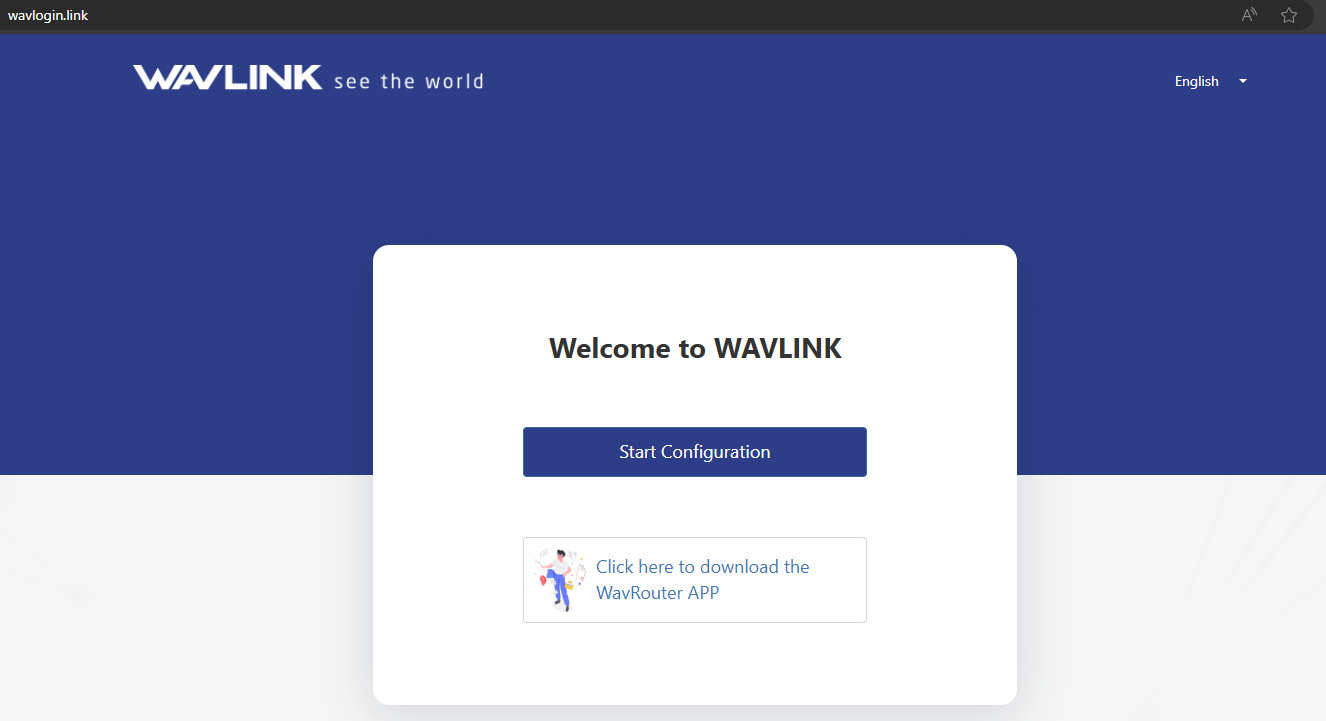 wavlogin.link
WAVLINK see the world
English
Welcome to WAVLINK
Start Configuration
Click here to download the
WavRouter APP